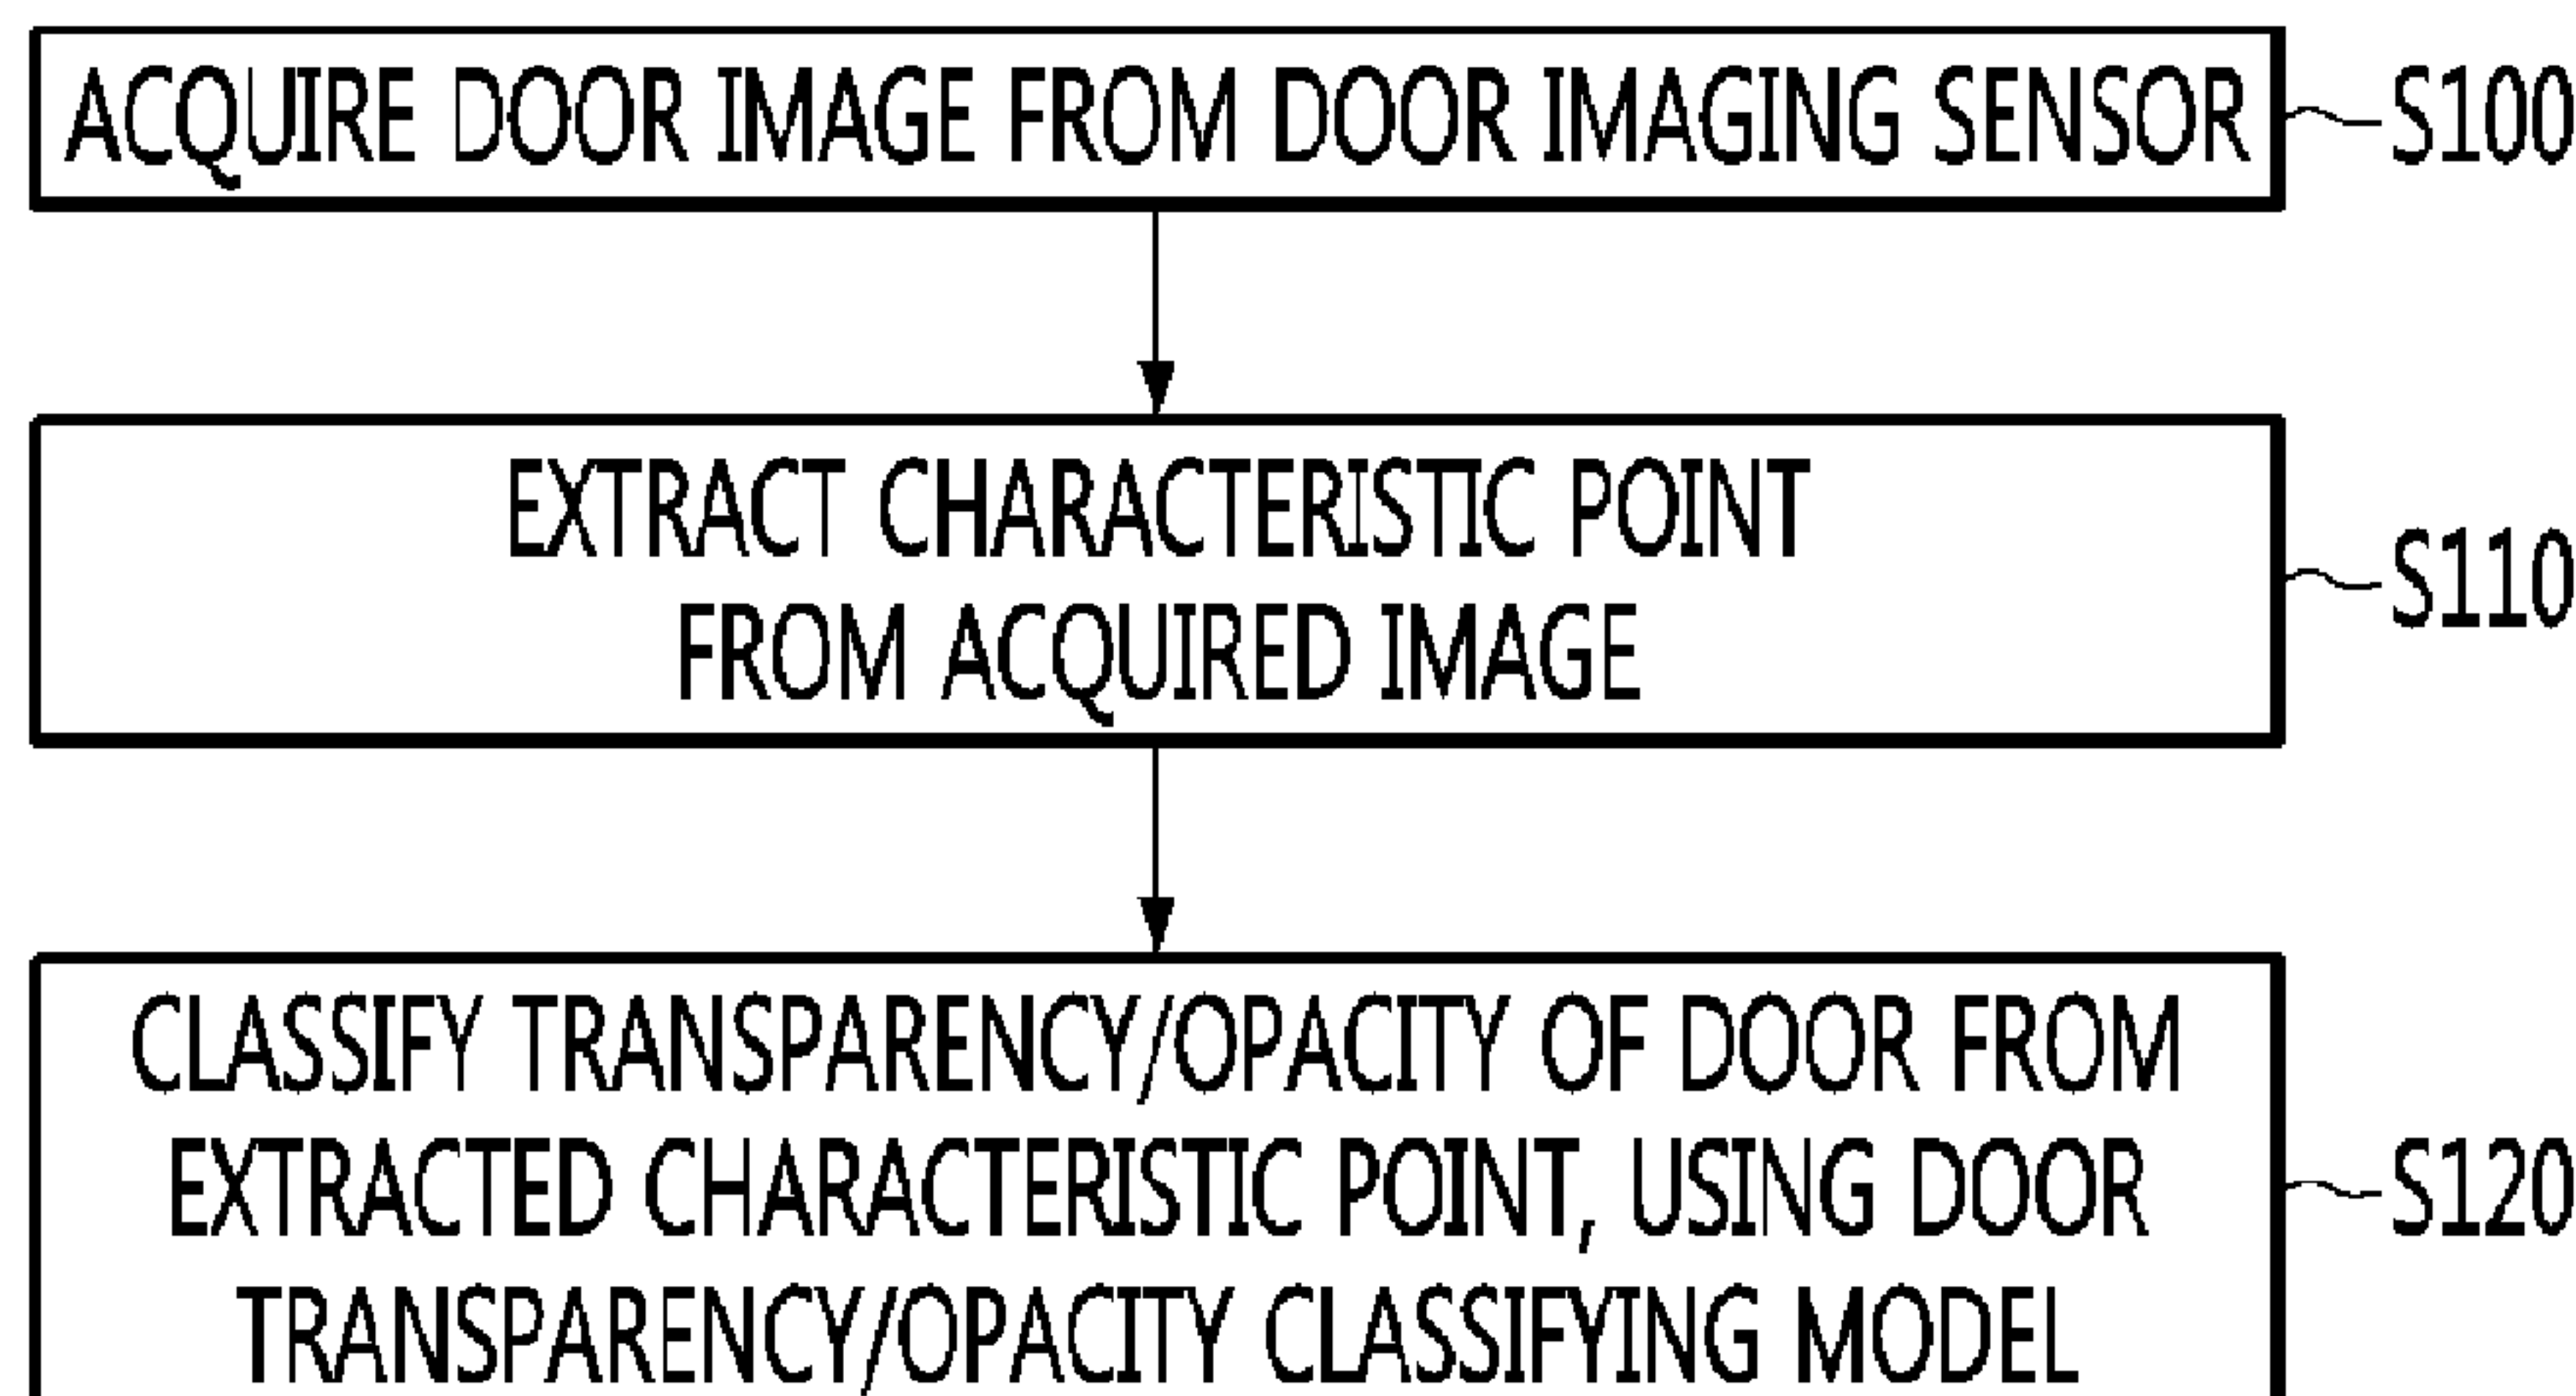 ACQUIRE DOOR IMAGE FROM DOOR IMAGING SENSOR S100
EXTRACT CHARACTERISTIC POINT
FROM ACQUIRED IMAGE
S110
CLASSIFY TRANSPARENCY/OPACITY OF DOOR FROM
EXTRACTED CHARACTERISTIC POINT, USING DOOR S120
TRANSPARENCY/OPACITY CLASSIFYING MODEL